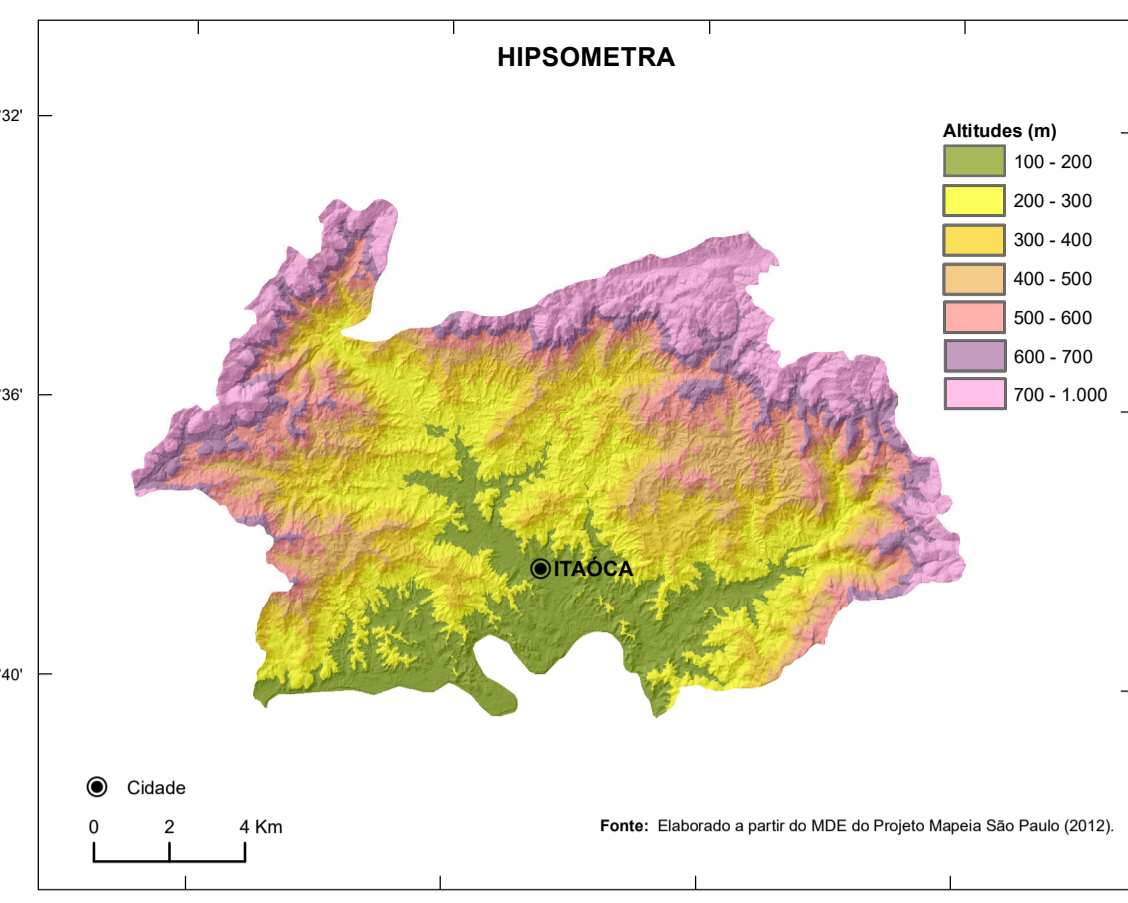 HIPSOMETRA
32'
Altitudes (m)
100 - 200
200 - 300
300 - 400
400 - 500
500 - 600
600 - 700
700 - 1.000
36'
ITAÓCA
40'
Cidade
0 2 4 Km
Fonte: Elaborado a partir do MDE do Projeto Mapeia São Paulo (2012).